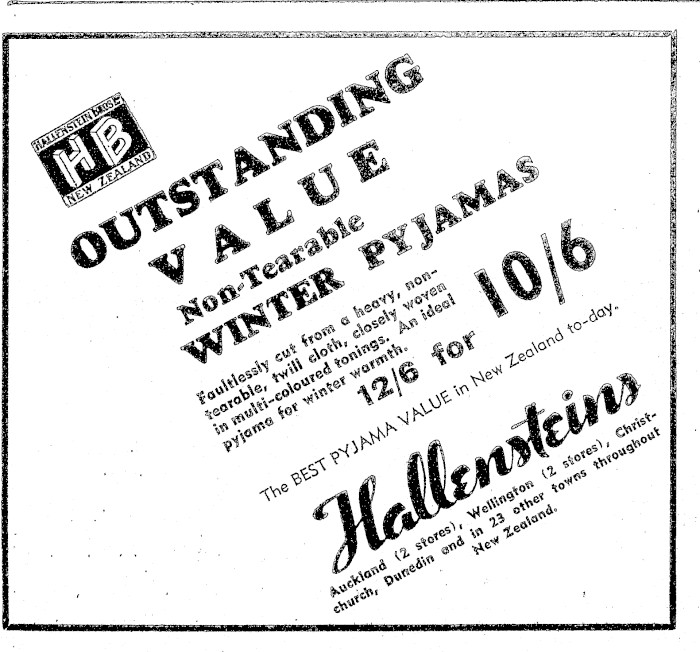 HALLENSTEIN BROS LTD
HB
NEW ZEALAND
OUTSTANDING
VALUE
Non-Tearable
WINTER PYJAMAS
Faultlessly cut from a heavy, non-
tearable, twill cloth, closely woven
in multi-coloured tonings. An ideal
pyjama for winter warmth.
12/6 for 10/6
The BEST PYJAMA VALUE in New Zealand to-day.
Hallensteins
Auckland (2 stores), Wellington (2 stores), Christ-
church, Dunedin and in 23 other towns throughout
New Zealand.